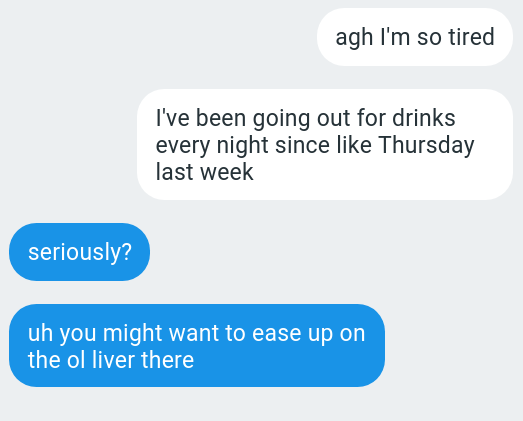 agh I'm so tired
I've been going out for drinks
every night since like Thursday
last week
seriously?
uh you might want to ease up on
the ol liver there